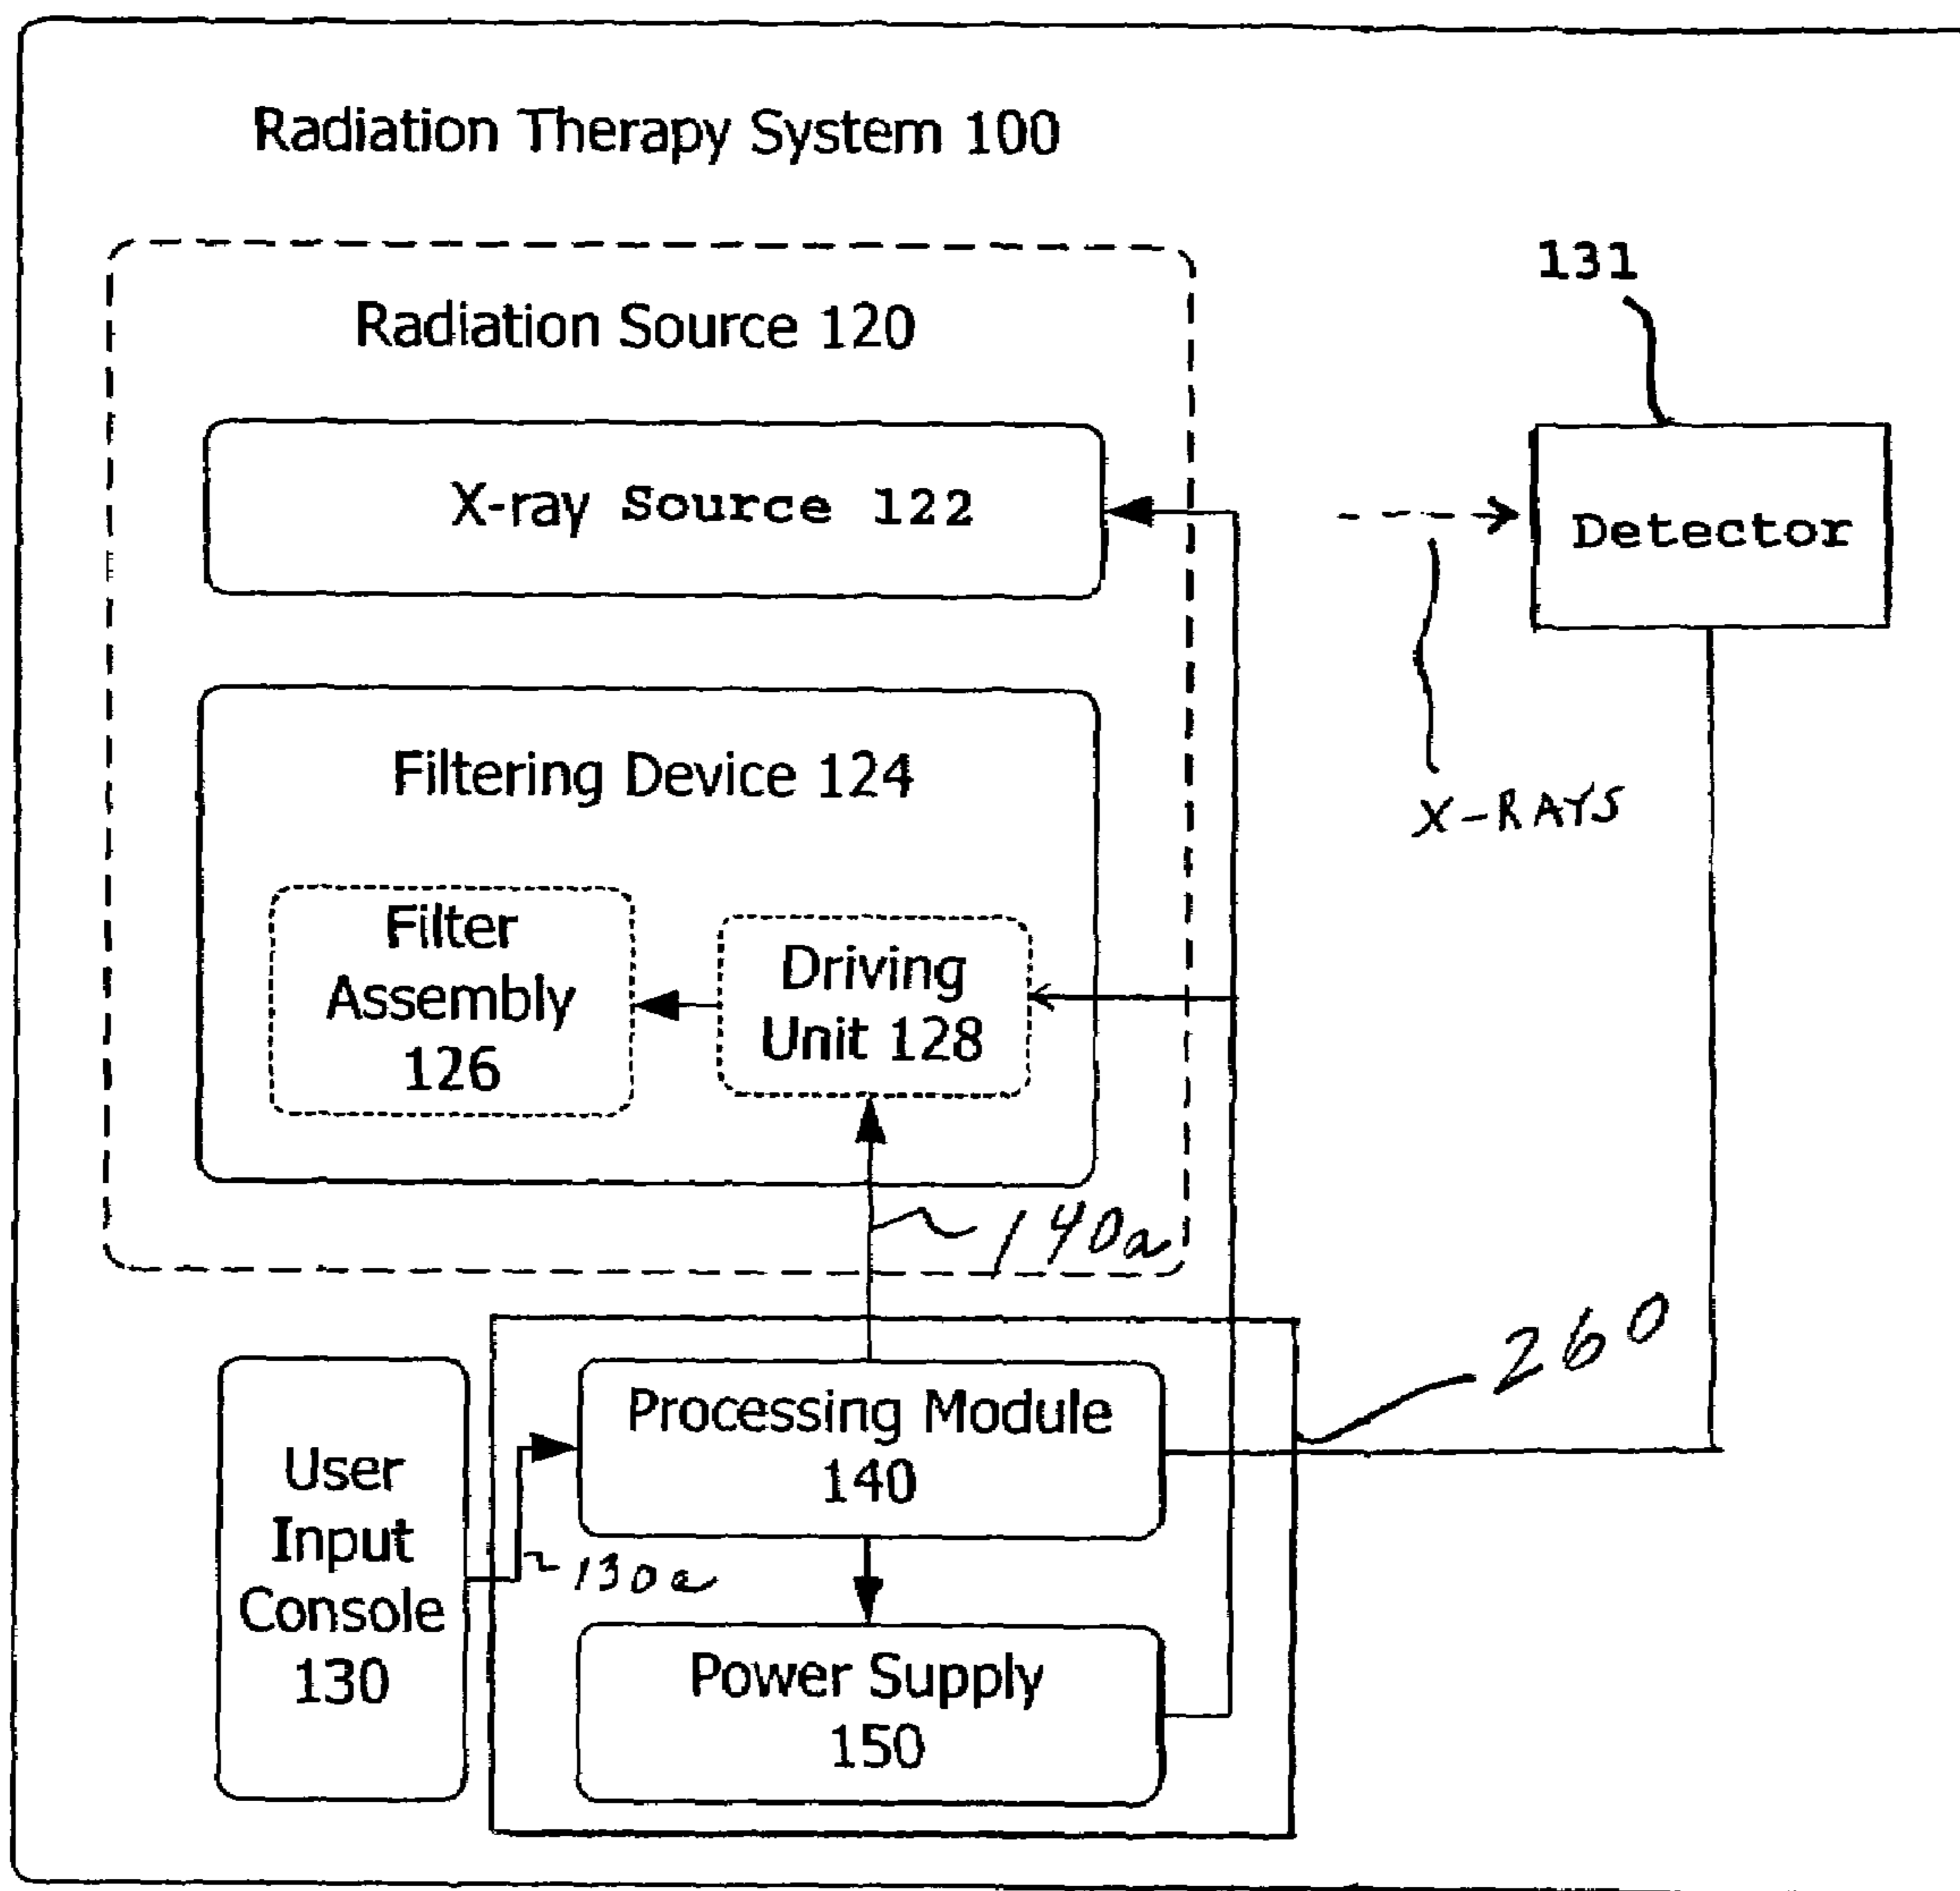 Radiation Therapy System 100
Radiation Source 120
131
X-ray Source 122
Detector
Filtering Device 124
X-RAYS
Filter
Assembly
126
Driving
Unit 128
140a
260
Processing Module
140
User
Input
Console
130
130a
Power Supply
150